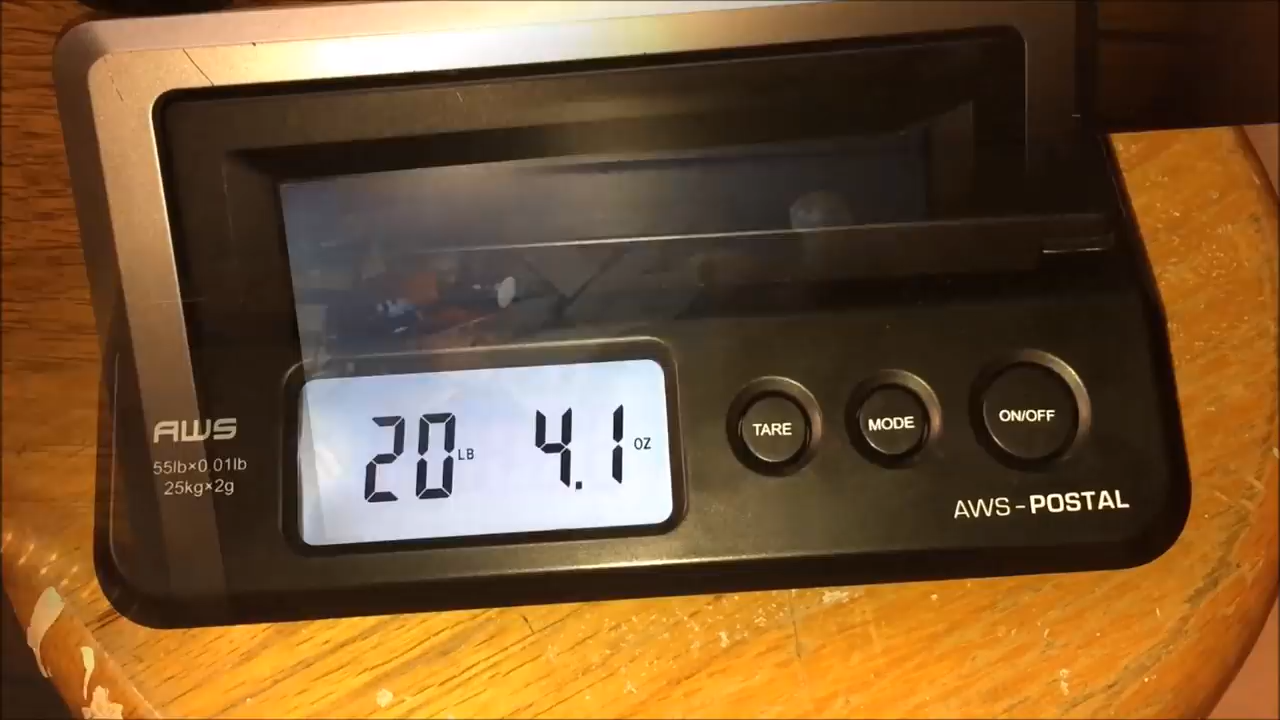 AWS
55lb×0.01lb
25kg×2g
20 LB 4.1 OZ
TARE
MODE
ON/OFF
AWS-POSTAL